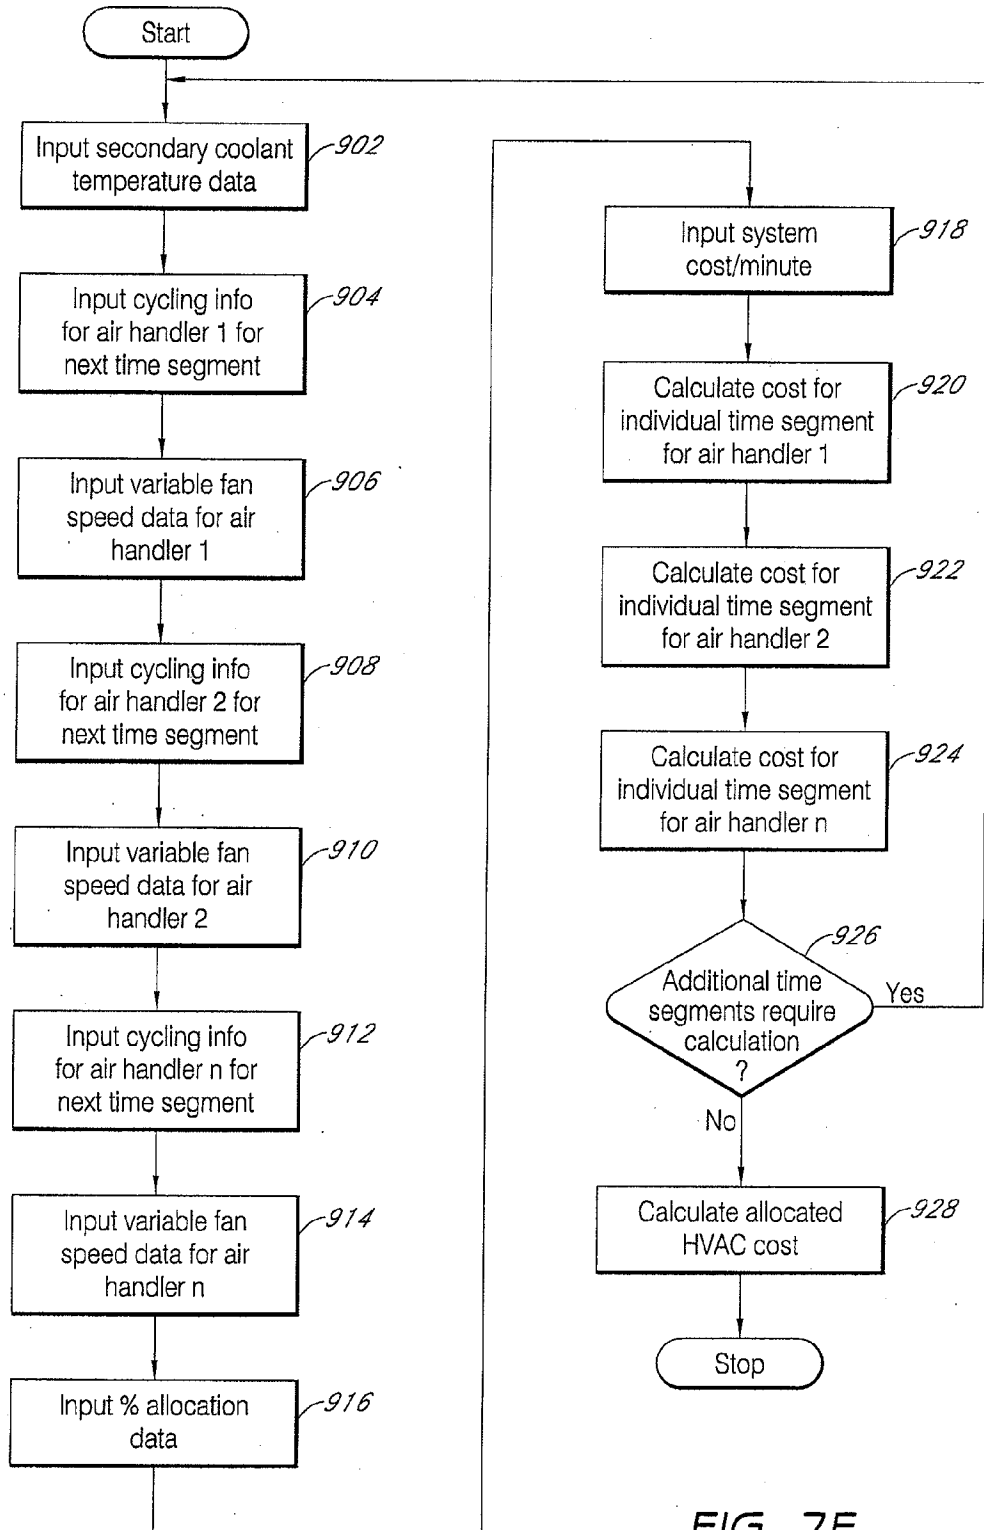 Start
Input secondary coolant
temperature data
902
Input cycling info
for air handler 1 for
next time segment
904
Input variable fan
speed data for air
handler 1
906
Input cycling info
for air handler 2 for
next time segment
908
Input variable fan
speed data for air
handler 2
910
Input cycling info
for air handler n for
next time segment
912
Input variable fan
speed data for air
handler n
914
Input % allocation
data
916
Input system
cost/minute
918
Calculate cost for
individual time segment
for air handler 1
920
Calculate cost for
individual time segment
for air handler 2
922
Calculate cost for
individual time segment
for air handler n
924
Additional time
segments require
calculation
?
926
Yes
No
Calculate allocated
HVAC cost
928
Stop